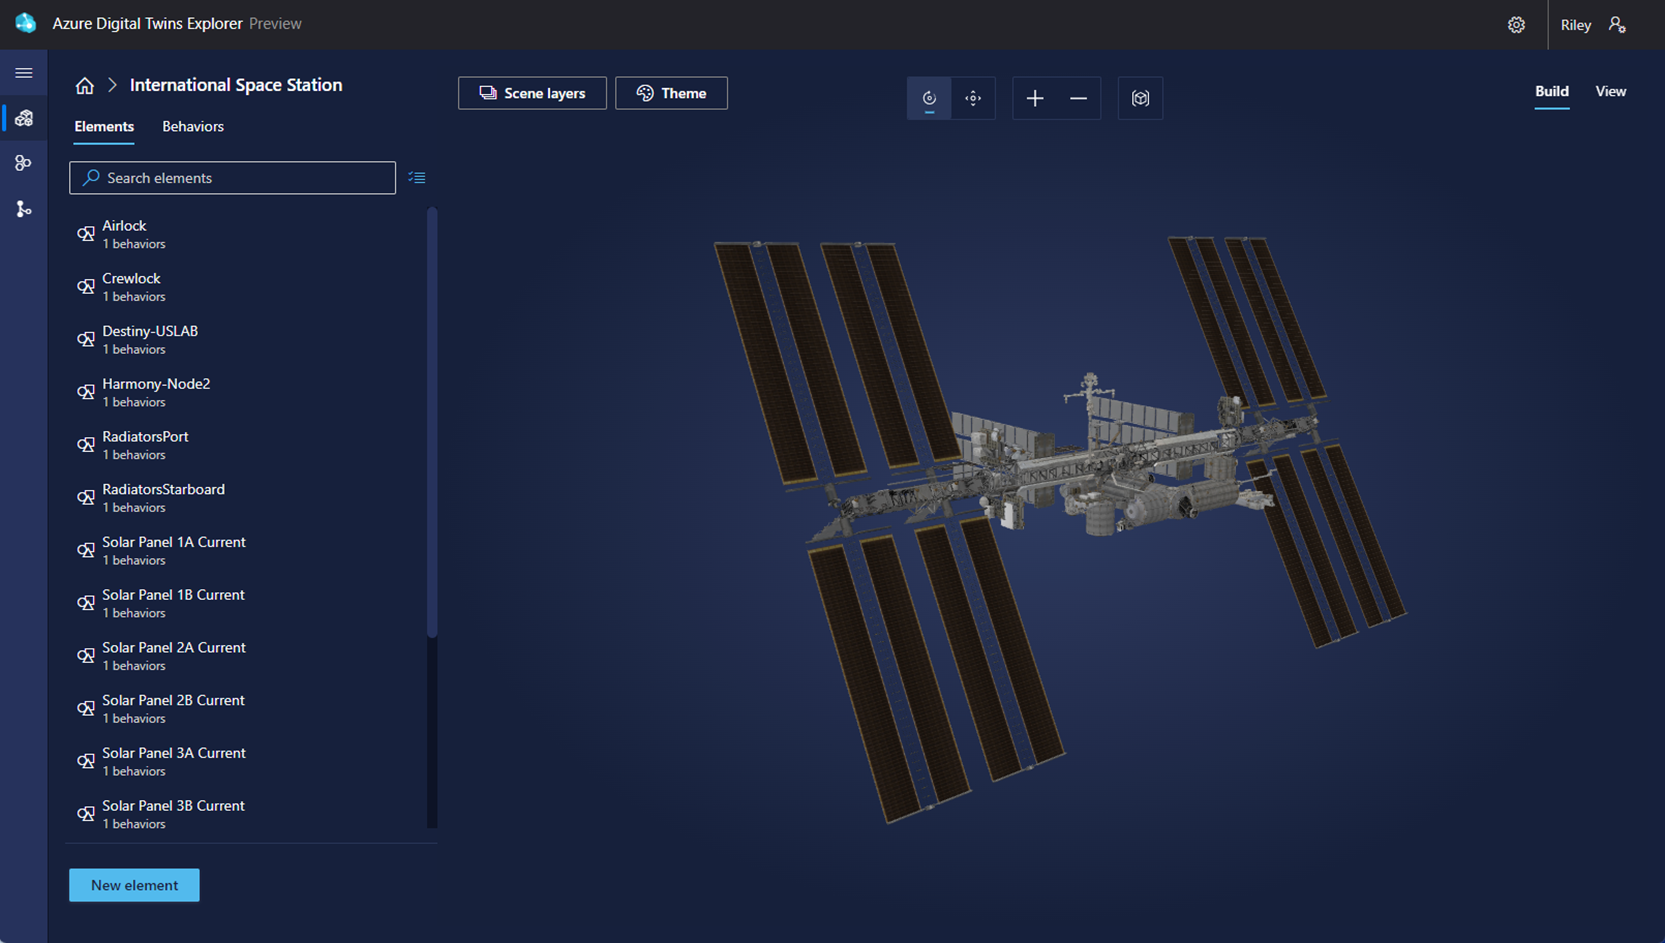 Azure Digital Twins Explorer Preview
Riley
International Space Station
Scene layers
Theme
Build
View
Elements
Behaviors
Search elements
Airlock
1 behaviors
Crewlock
1 behaviors
Destiny-USLAB
1 behaviors
Harmony-Node2
1 behaviors
RadiatorsPort
1 behaviors
RadiatorsStarboard
1 behaviors
Solar Panel 1A Current
1 behaviors
Solar Panel 1B Current
1 behaviors
Solar Panel 2A Current
1 behaviors
Solar Panel 2B Current
1 behaviors
Solar Panel 3A Current
1 behaviors
Solar Panel 3B Current
1 behaviors
New element